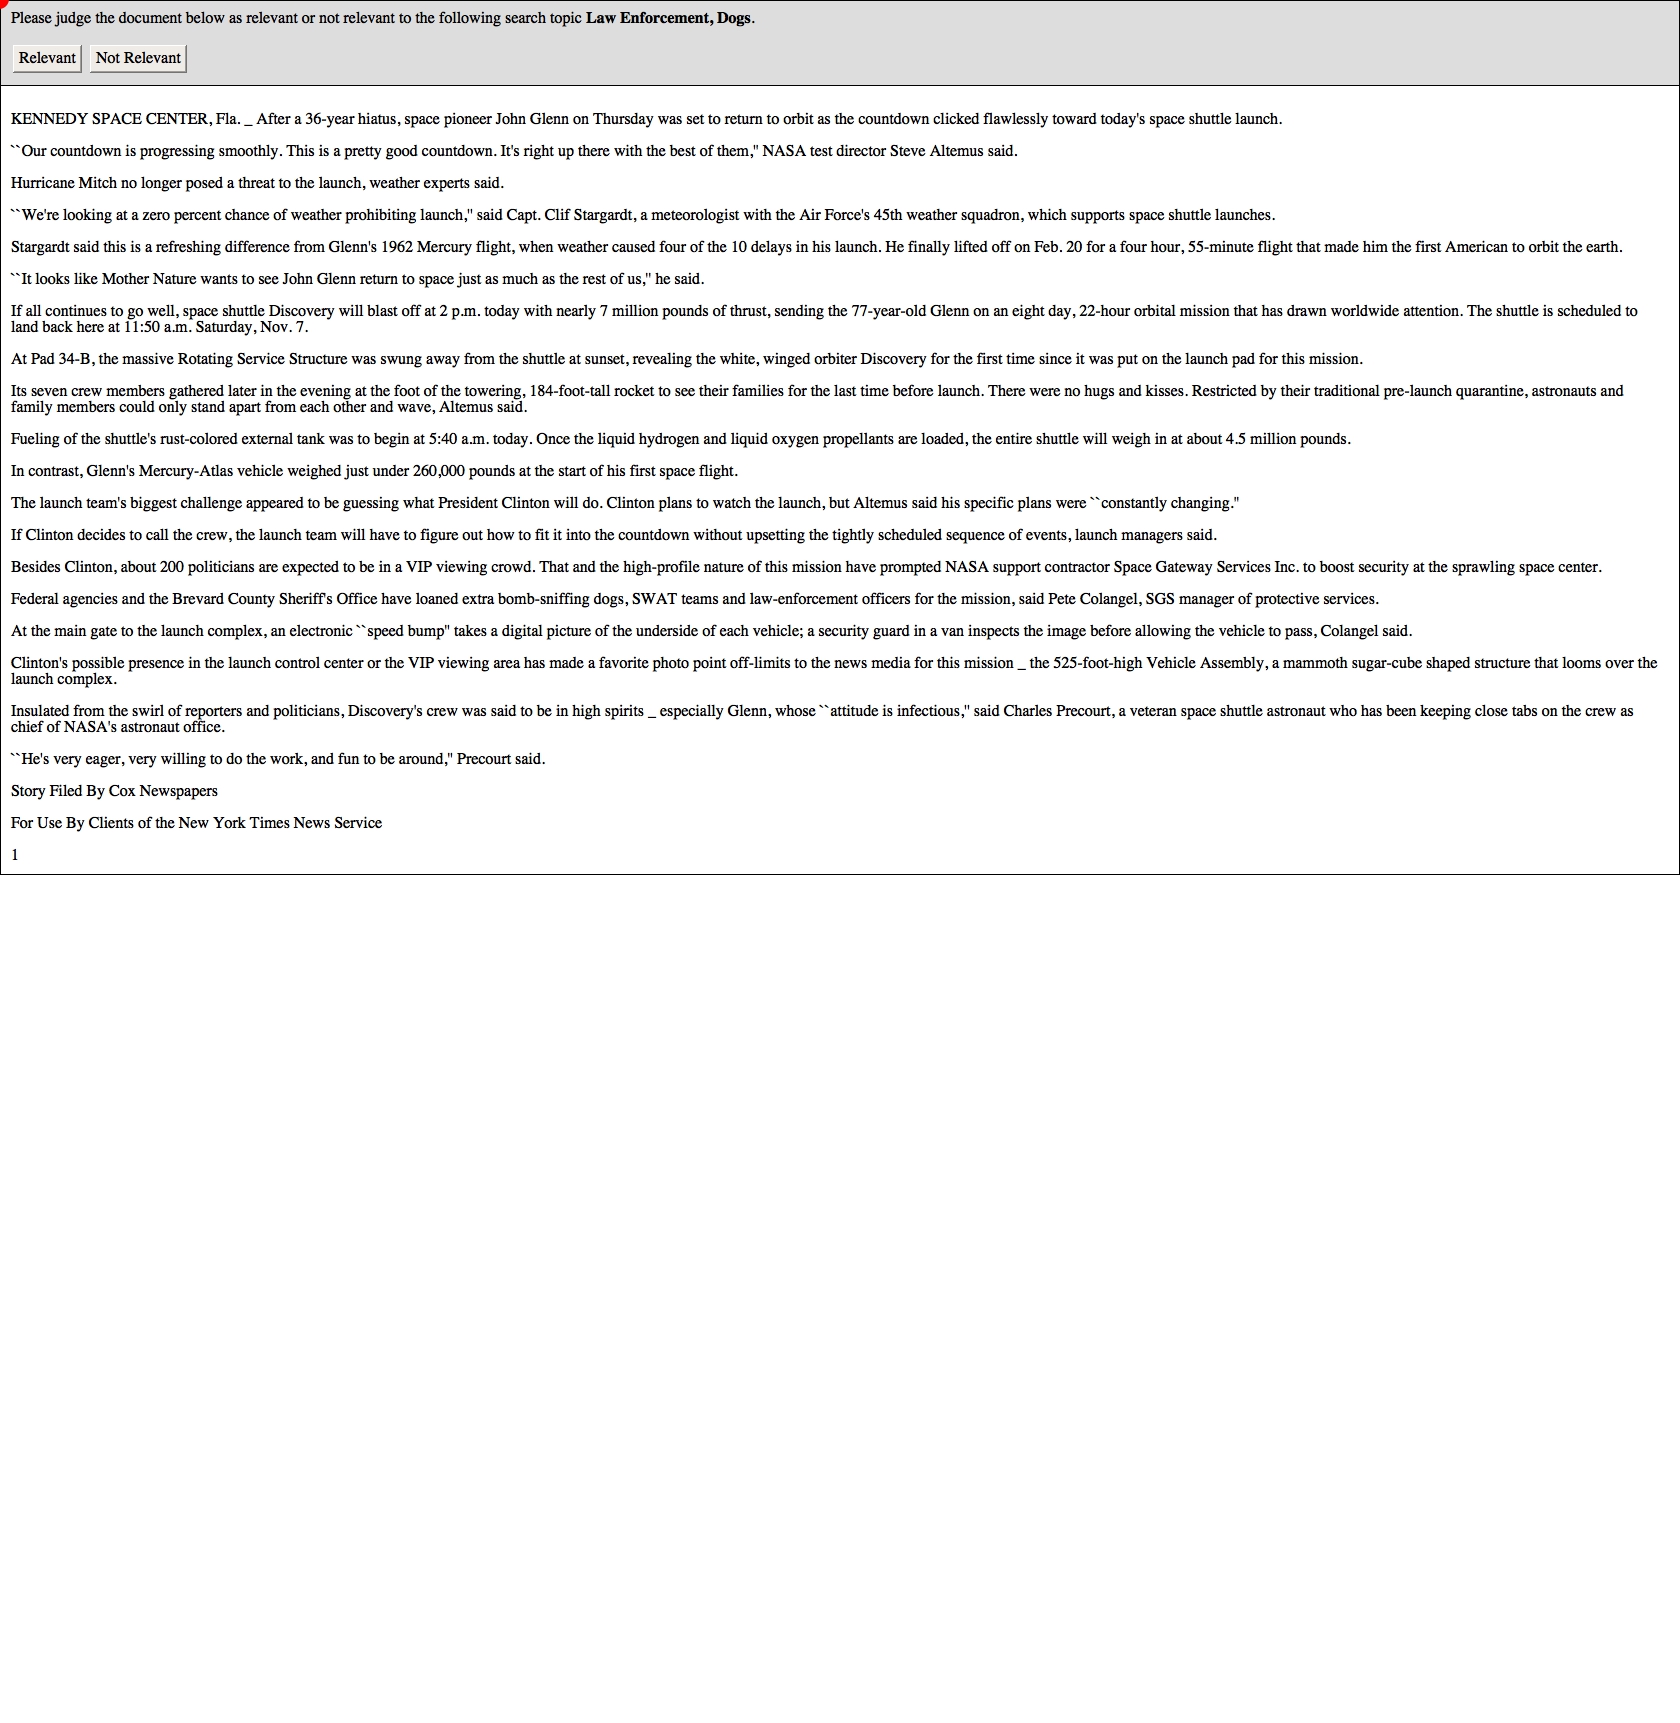 Please judge the document below as relevant or not relevant to the following search topic Law Enforcement, Dogs.
Relevant Not Relevant
KENNEDY SPACE CENTER, Fla. _ After a 36-year hiatus, space pioneer John Glenn on Thursday was set to return to orbit as the countdown clicked flawlessly toward today's space shuttle launch.
``Our countdown is progressing smoothly. This is a pretty good countdown. It's right up there with the best of them,'' NASA test director Steve Altemus said.
Hurricane Mitch no longer posed a threat to the launch, weather experts said.
``We're looking at a zero percent chance of weather prohibiting launch,'' said Capt. Clif Stargardt, a meteorologist with the Air Force's 45th weather squadron, which supports space shuttle launches.
Stargardt said this is a refreshing difference from Glenn's 1962 Mercury flight, when weather caused four of the 10 delays in his launch. He finally lifted off on Feb. 20 for a four hour, 55-minute flight that made him the first American to orbit the earth.
``It looks like Mother Nature wants to see John Glenn return to space just as much as the rest of us,'' he said.
If all continues to go well, space shuttle Discovery will blast off at 2 p.m. today with nearly 7 million pounds of thrust, sending the 77-year-old Glenn on an eight day, 22-hour orbital mission that has drawn worldwide attention. The shuttle is scheduled to
land back here at 11:50 a.m. Saturday, Nov. 7.
At Pad 34-B, the massive Rotating Service Structure was swung away from the shuttle at sunset, revealing the white, winged orbiter Discovery for the first time since it was put on the launch pad for this mission.
Its seven crew members gathered later in the evening at the foot of the towering, 184-foot-tall rocket to see their families for the last time before launch. There were no hugs and kisses. Restricted by their traditional pre-launch quarantine, astronauts and
family members could only stand apart from each other and wave, Altemus said.
Fueling of the shuttle's rust-colored external tank was to begin at 5:40 a.m. today. Once the liquid hydrogen and liquid oxygen propellants are loaded, the entire shuttle will weigh in at about 4.5 million pounds.
In contrast, Glenn's Mercury-Atlas vehicle weighed just under 260,000 pounds at the start of his first space flight.
The launch team's biggest challenge appeared to be guessing what President Clinton will do. Clinton plans to watch the launch, but Altemus said his specific plans were ``constantly changing.''
If Clinton decides to call the crew, the launch team will have to figure out how to fit it into the countdown without upsetting the tightly scheduled sequence of events, launch managers said.
Besides Clinton, about 200 politicians are expected to be in a VIP viewing crowd. That and the high-profile nature of this mission have prompted NASA support contractor Space Gateway Services Inc. to boost security at the sprawling space center.
Federal agencies and the Brevard County Sheriff's Office have loaned extra bomb-sniffing dogs, SWAT teams and law-enforcement officers for the mission, said Pete Colangel, SGS manager of protective services.
At the main gate to the launch complex, an electronic ``speed bump'' takes a digital picture of the underside of each vehicle; a security guard in a van inspects the image before allowing the vehicle to pass, Colangel said.
Clinton's possible presence in the launch control center or the VIP viewing area has made a favorite photo point off-limits to the news media for this mission _ the 525-foot-high Vehicle Assembly, a mammoth sugar-cube shaped structure that looms over the
launch complex.
Insulated from the swirl of reporters and politicians, Discovery's crew was said to be in high spirits _ especially Glenn, whose ``attitude is infectious,'' said Charles Precourt, a veteran space shuttle astronaut who has been keeping close tabs on the crew as
chief of NASA's astronaut office.
``He's very eager, very willing to do the work, and fun to be around,'' Precourt said.
Story Filed By Cox Newspapers
For Use By Clients of the New York Times News Service
1